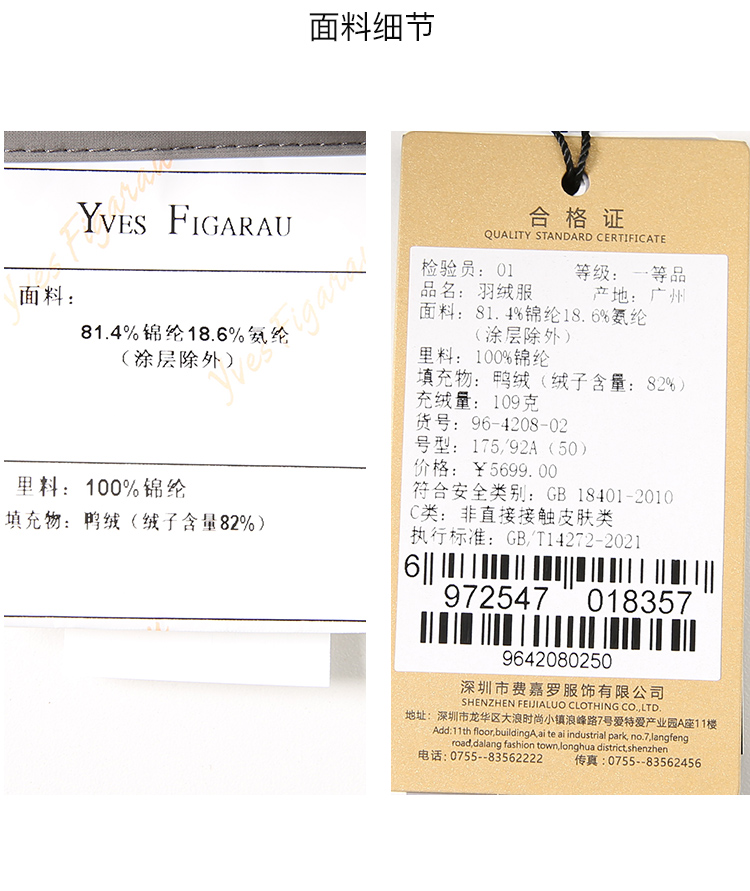 面料细节
YVES FIGARAU
面料：
81.4%锦纶18.6%氨纶
（涂层除外）
里料：100%锦纶
填充物：鸭绒（绒子含量82%）
Yves Figarau
Yves Figarau
合格证
QUALITY STANDARD CERTIFICATE
检验员：01 等级：一等品
品名：羽绒服 产地：广州
面料：81.4%锦纶18.6%氨纶
（涂层除外）
里料：100%锦纶
填充物：鸭绒（绒子含量：82%）
充绒量：109克
货号：96-4208-02
号型：175/92A（50）
价格：￥5699.00
符合安全类别：GB 18401-2010
C类：非直接接触皮肤类
执行标准：GB/T14272-2021
6 972547 018357
9642080250
深圳市费嘉罗服饰有限公司
SHENZHEN FEIJIALUO CLOTHING CO.,LTD.
地址：深圳市龙华区大浪时尚小镇浪峰路7号爱特爱产业园A座11楼
Add:11th floor,buildingA,ai te ai industrial park, no.7,langfeng
road,dalang fashion town,longhua district,shenzhen
电话：0755--83562222 传真：0755--83562456